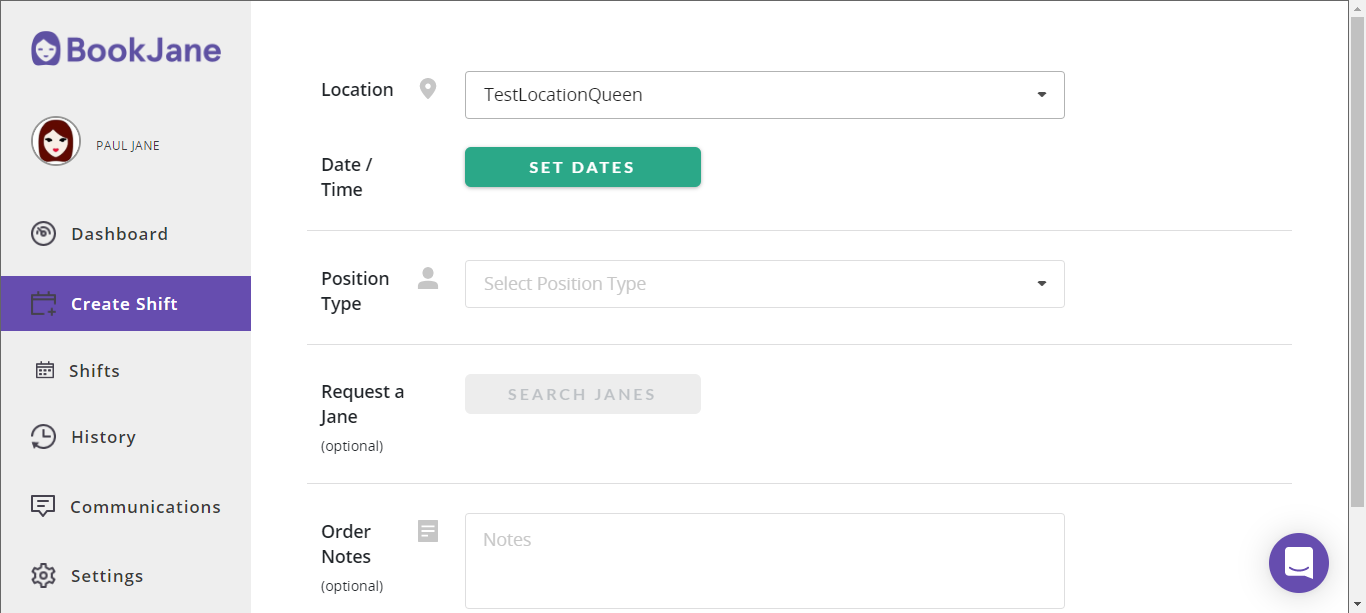 BookJane
PAUL JANE
Dashboard
Create Shift
Shifts
History
Communications
Settings
Location
TestLocationQueen
Date /
Time
SET DATES
Position
Type
Select Position Type
Request a
Jane
(optional)
SEARCH JANES
Order
Notes
(optional)
Notes